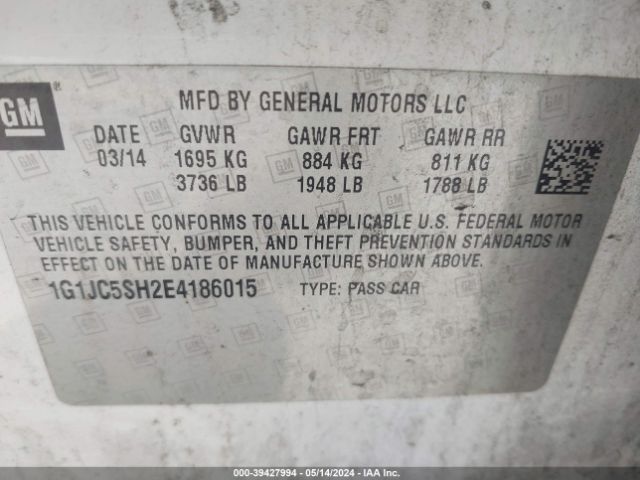 GM
®
MFD BY GENERAL MOTORS LLC
DATE GVWR GAWR FRT GAWR RR
03/14 1695 KG 884 KG 811 KG
3736 LB 1948 LB 1788 LB
THIS VEHICLE CONFORMS TO ALL APPLICABLE U.S. FEDERAL MOTOR
VEHICLE SAFETY, BUMPER, AND THEFT PREVENTION STANDARDS IN
EFFECT ON THE DATE OF MANUFACTURE SHOWN ABOVE.
1G1JC5SH2E4186015 TYPE: PASS CAR
000-39427994 - 05/14/2024 - IAA Inc.